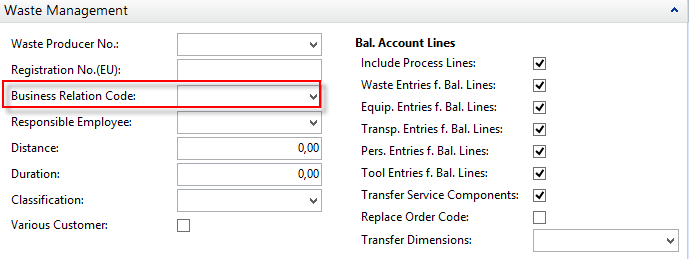 Waste Management
Waste Producer No.:
Registration No.(EU):
Business Relation Code:
Responsible Employee:
Distance: 0,00
Duration: 0,00
Classification:
Various Customer:
Bal. Account Lines
Include Process Lines:
Waste Entries f. Bal. Lines:
Equip. Entries f. Bal. Lines:
Transp. Entries f. Bal. Lines:
Pers. Entries f. Bal. Lines:
Tool Entries f. Bal. Lines:
Transfer Service Components:
Replace Order Code:
Transfer Dimensions: